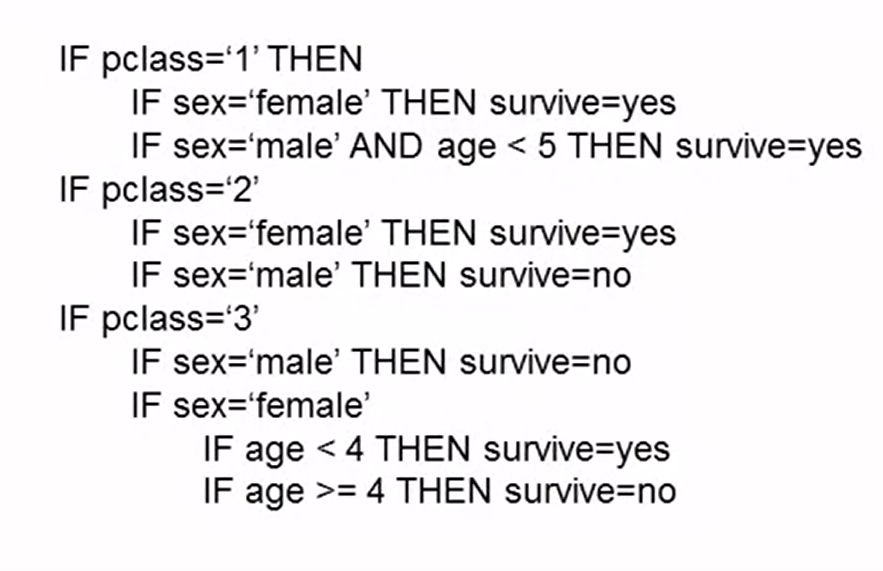 IF pclass=‘1’ THEN
IF sex=‘female’ THEN survive=yes
IF sex=‘male’ AND age < 5 THEN survive=yes
IF pclass=‘2’
IF sex=‘female’ THEN survive=yes
IF sex=‘male’ THEN survive=no
IF pclass=‘3’
IF sex=‘male’ THEN survive=no
IF sex=‘female’
IF age < 4 THEN survive=yes
IF age >= 4 THEN survive=no